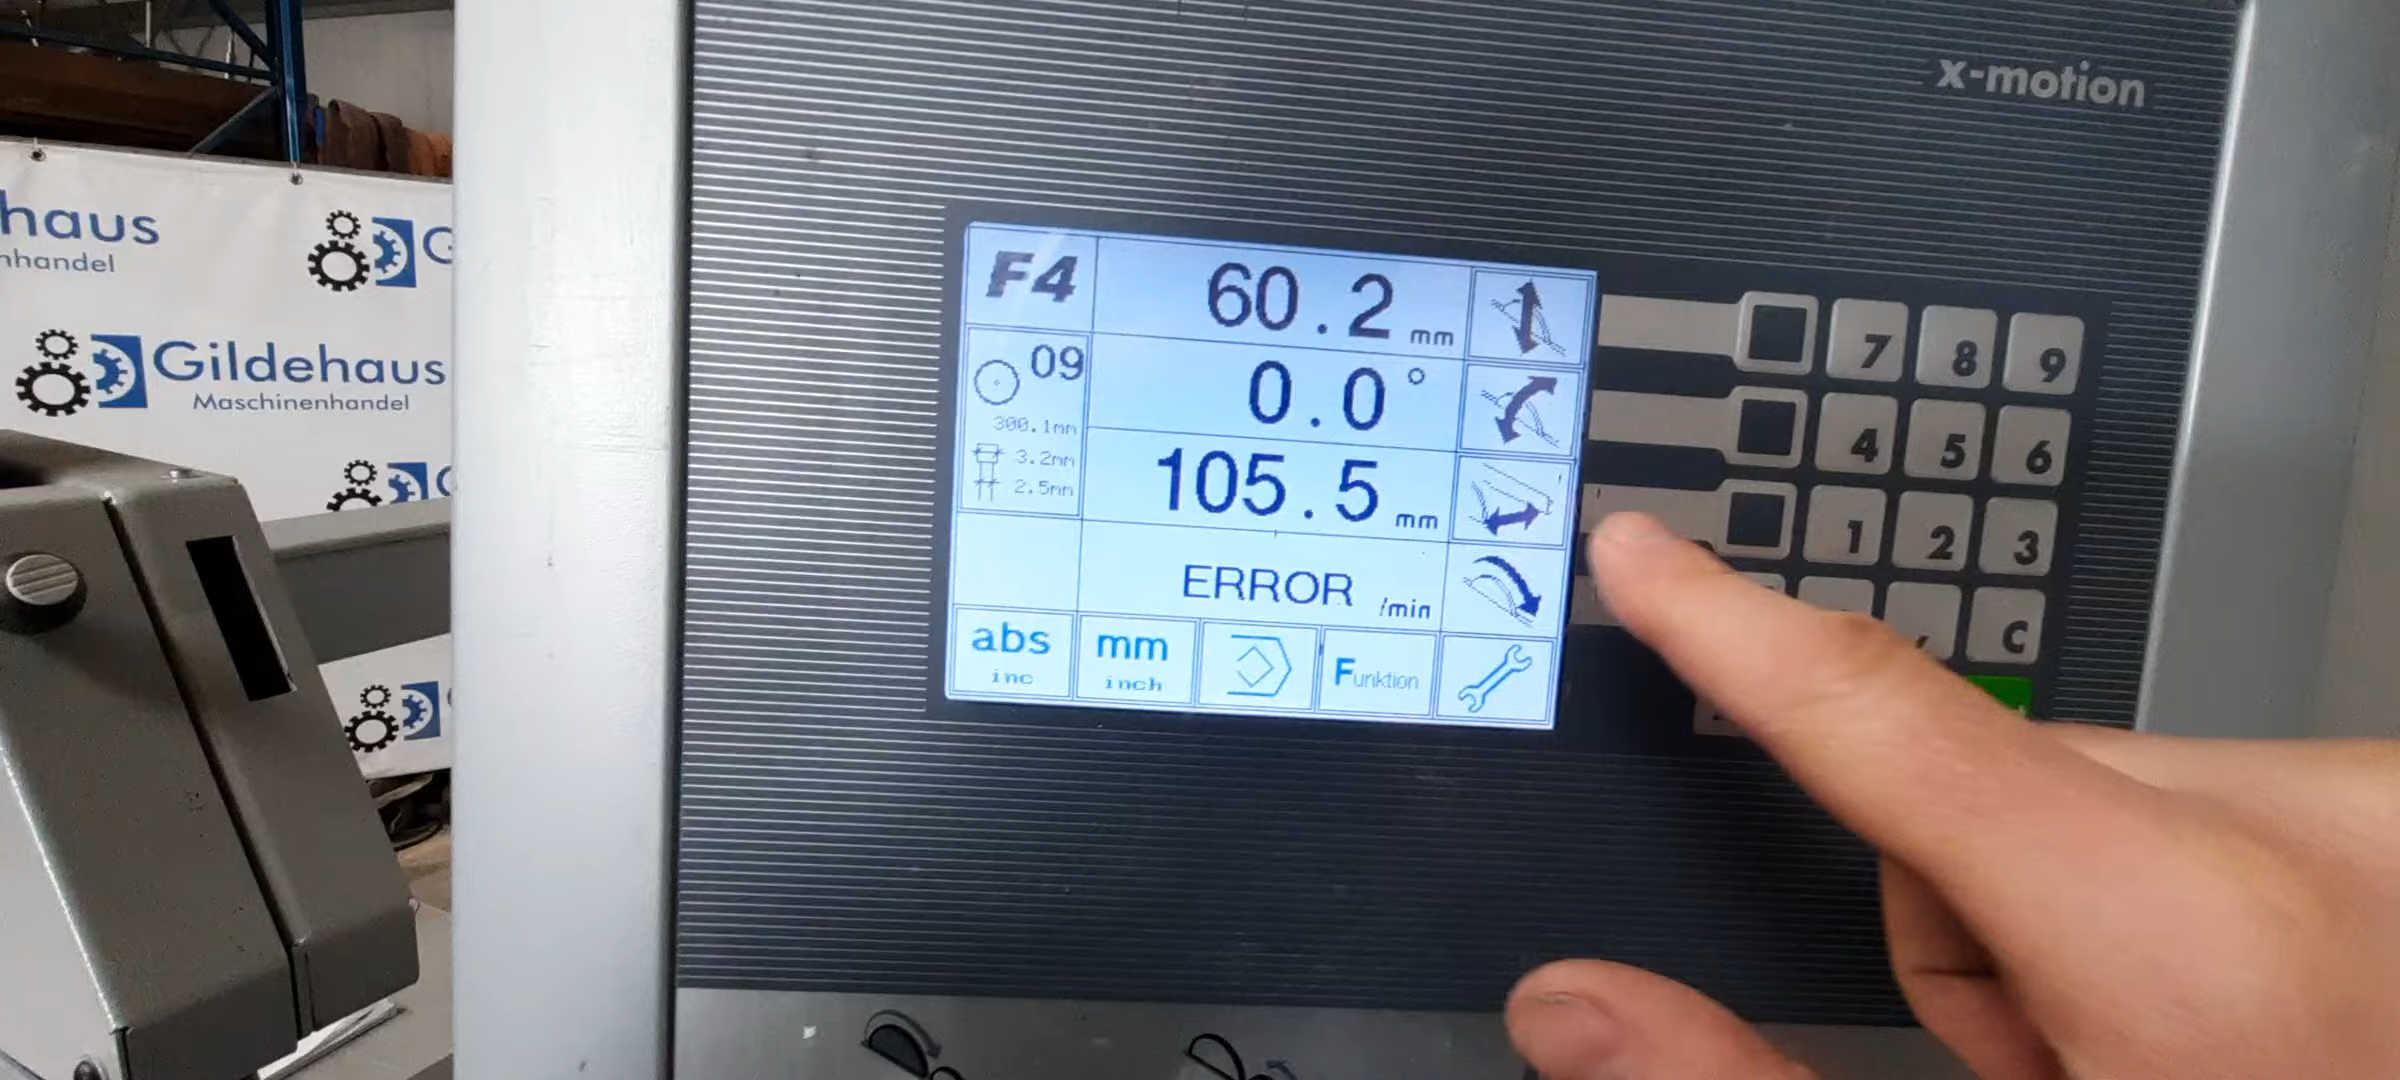 x-motion
haus
nhandel
G
Gildehaus
Maschinenhandel
G
F4
60.2 mm
09
0.0°
300.1mm
3.2mm
105.5 mm
2.5mm
ERROR /min
abs
inc
mm
inch
Funktion
7 8 9
4 5 6
1 2 3
C